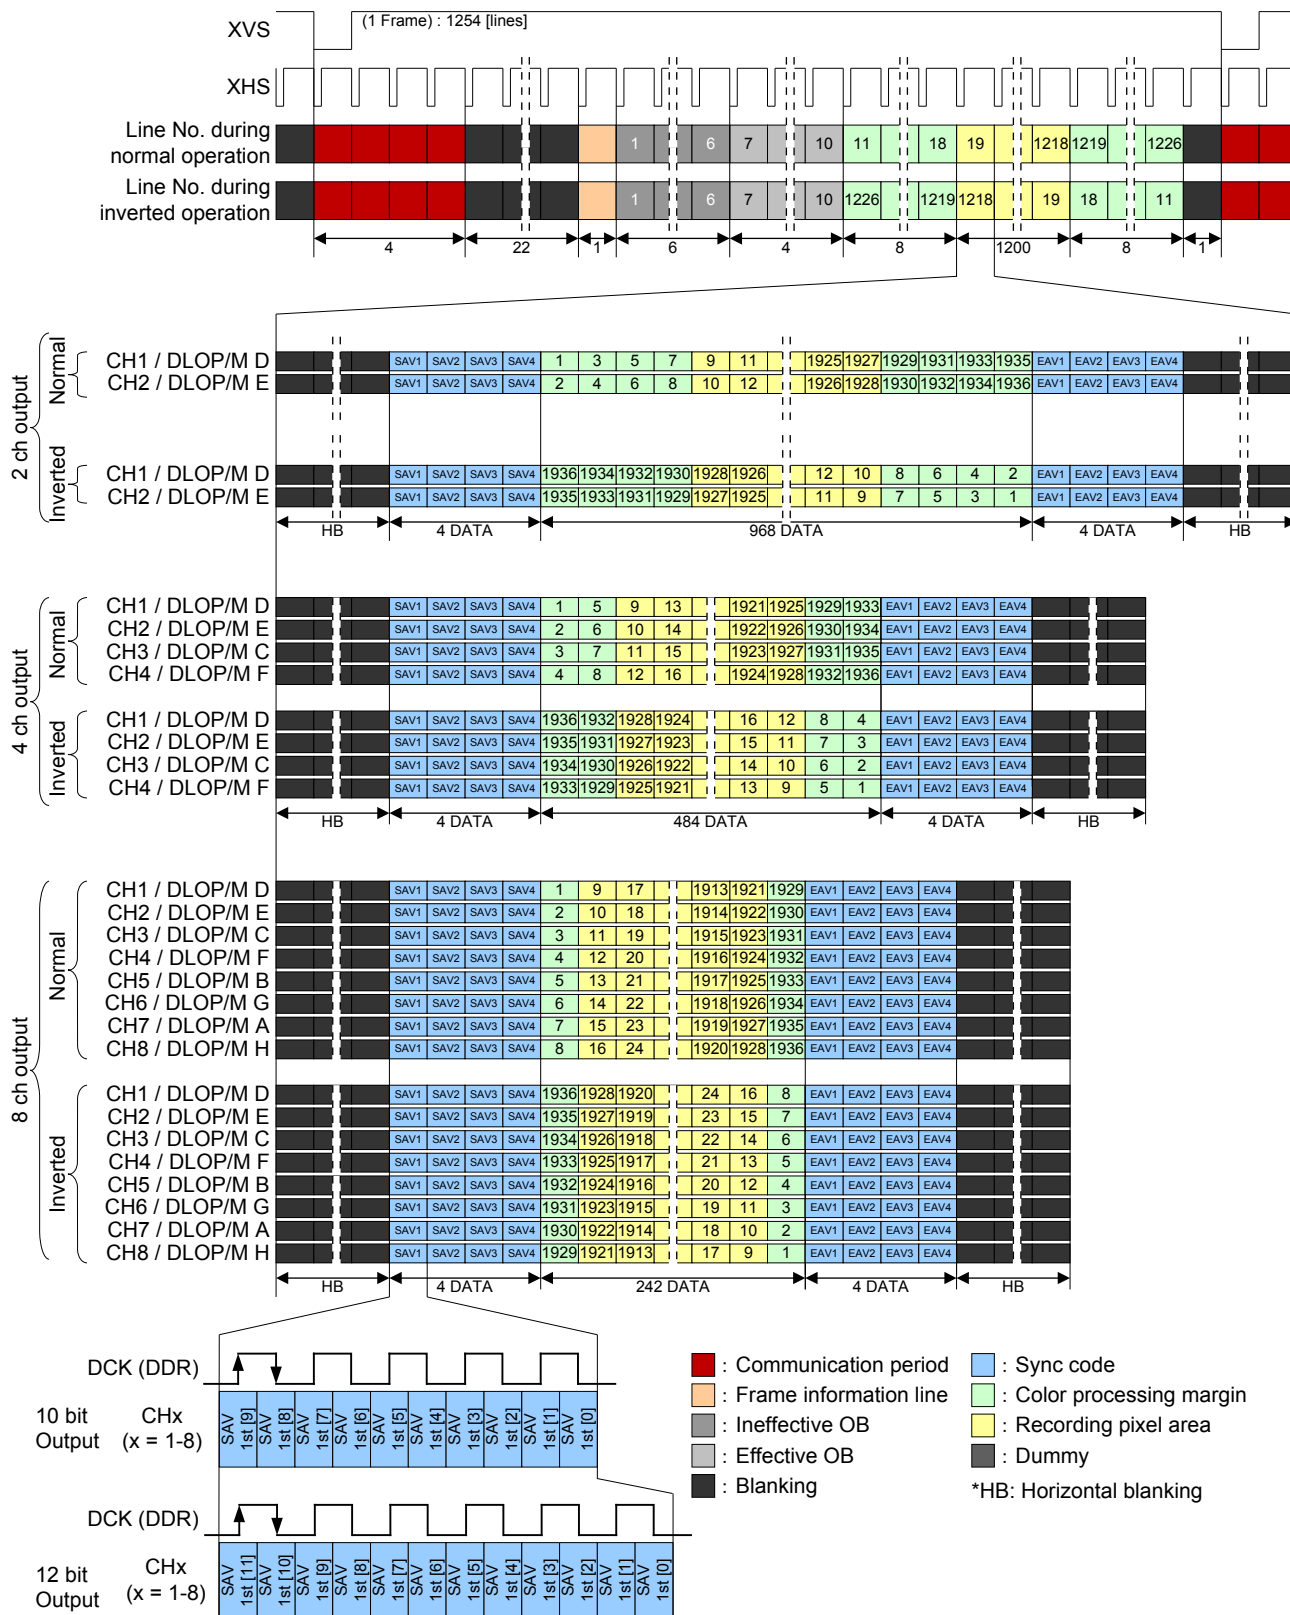 XVS (1 Frame) : 1254 [lines]
XHS
Line No. during normal operation 1 6 7 10 11 18 19 1218 1219 1226
Line No. during inverted operation 1 6 7 10 1226 1219 1218 19 18 11
4 22 1 6 4 8 1200 8 1
2 ch output
Normal
CH1 / DLOP/M D SAV1 SAV2 SAV3 SAV4 1 3 5 7 9 11 1925 1927 1929 1931 1933 1935 EAV1 EAV2 EAV3 EAV4
CH2 / DLOP/M E SAV1 SAV2 SAV3 SAV4 2 4 6 8 10 12 1926 1928 1930 1932 1934 1936 EAV1 EAV2 EAV3 EAV4
Inverted
CH1 / DLOP/M D SAV1 SAV2 SAV3 SAV4 1936 1934 1932 1930 1928 1926 12 10 8 6 4 2 EAV1 EAV2 EAV3 EAV4
CH2 / DLOP/M E SAV1 SAV2 SAV3 SAV4 1935 1933 1931 1929 1927 1925 11 9 7 5 3 1 EAV1 EAV2 EAV3 EAV4
HB 4 DATA 968 DATA 4 DATA HB
4 ch output
Normal
CH1 / DLOP/M D SAV1 SAV2 SAV3 SAV4 1 5 9 13 1921 1925 1929 1933 EAV1 EAV2 EAV3 EAV4
CH2 / DLOP/M E SAV1 SAV2 SAV3 SAV4 2 6 10 14 1922 1926 1930 1934 EAV1 EAV2 EAV3 EAV4
CH3 / DLOP/M C SAV1 SAV2 SAV3 SAV4 3 7 11 15 1923 1927 1931 1935 EAV1 EAV2 EAV3 EAV4
CH4 / DLOP/M F SAV1 SAV2 SAV3 SAV4 4 8 12 16 1924 1928 1932 1936 EAV1 EAV2 EAV3 EAV4
Inverted
CH1 / DLOP/M D SAV1 SAV2 SAV3 SAV4 1936 1932 1928 1924 16 12 8 4 EAV1 EAV2 EAV3 EAV4
CH2 / DLOP/M E SAV1 SAV2 SAV3 SAV4 1935 1931 1927 1923 15 11 7 3 EAV1 EAV2 EAV3 EAV4
CH3 / DLOP/M C SAV1 SAV2 SAV3 SAV4 1934 1930 1926 1922 14 10 6 2 EAV1 EAV2 EAV3 EAV4
CH4 / DLOP/M F SAV1 SAV2 SAV3 SAV4 1933 1929 1925 1921 13 9 5 1 EAV1 EAV2 EAV3 EAV4
HB 4 DATA 484 DATA 4 DATA HB
8 ch output
Normal
CH1 / DLOP/M D SAV1 SAV2 SAV3 SAV4 1 9 17 1913 1921 1929 EAV1 EAV2 EAV3 EAV4
CH2 / DLOP/M E SAV1 SAV2 SAV3 SAV4 2 10 18 1914 1922 1930 EAV1 EAV2 EAV3 EAV4
CH3 / DLOP/M C SAV1 SAV2 SAV3 SAV4 3 11 19 1915 1923 1931 EAV1 EAV2 EAV3 EAV4
CH4 / DLOP/M F SAV1 SAV2 SAV3 SAV4 4 12 20 1916 1924 1932 EAV1 EAV2 EAV3 EAV4
CH5 / DLOP/M B SAV1 SAV2 SAV3 SAV4 5 13 21 1917 1925 1933 EAV1 EAV2 EAV3 EAV4
CH6 / DLOP/M G SAV1 SAV2 SAV3 SAV4 6 14 22 1918 1926 1934 EAV1 EAV2 EAV3 EAV4
CH7 / DLOP/M A SAV1 SAV2 SAV3 SAV4 7 15 23 1919 1927 1935 EAV1 EAV2 EAV3 EAV4
CH8 / DLOP/M H SAV1 SAV2 SAV3 SAV4 8 16 24 1920 1928 1936 EAV1 EAV2 EAV3 EAV4
Inverted
CH1 / DLOP/M D SAV1 SAV2 SAV3 SAV4 1936 1928 1920 24 16 8 EAV1 EAV2 EAV3 EAV4
CH2 / DLOP/M E SAV1 SAV2 SAV3 SAV4 1935 1927 1919 23 15 7 EAV1 EAV2 EAV3 EAV4
CH3 / DLOP/M C SAV1 SAV2 SAV3 SAV4 1934 1926 1918 22 14 6 EAV1 EAV2 EAV3 EAV4
CH4 / DLOP/M F SAV1 SAV2 SAV3 SAV4 1933 1925 1917 21 13 5 EAV1 EAV2 EAV3 EAV4
CH5 / DLOP/M B SAV1 SAV2 SAV3 SAV4 1932 1924 1916 20 12 4 EAV1 EAV2 EAV3 EAV4
CH6 / DLOP/M G SAV1 SAV2 SAV3 SAV4 1931 1923 1915 19 11 3 EAV1 EAV2 EAV3 EAV4
CH7 / DLOP/M A SAV1 SAV2 SAV3 SAV4 1930 1922 1914 18 10 2 EAV1 EAV2 EAV3 EAV4
CH8 / DLOP/M H SAV1 SAV2 SAV3 SAV4 1929 1921 1913 17 9 1 EAV1 EAV2 EAV3 EAV4
HB 4 DATA 242 DATA 4 DATA HB
DCK (DDR)
10 bit Output CHx (x = 1-8) SAV 1st [9] SAV 1st [8] SAV 1st [7] SAV 1st [6] SAV 1st [5] SAV 1st [4] SAV 1st [3] SAV 1st [2] SAV 1st [1] SAV 1st [0]
DCK (DDR)
12 bit Output CHx (x = 1-8) SAV 1st [11] SAV 1st [10] SAV 1st [9] SAV 1st [8] SAV 1st [7] SAV 1st [6] SAV 1st [5] SAV 1st [4] SAV 1st [3] SAV 1st [2] SAV 1st [1] SAV 1st [0]
: Communication period
: Frame information line
: Ineffective OB
: Effective OB
: Blanking
: Sync code
: Color processing margin
: Recording pixel area
: Dummy
*HB: Horizontal blanking